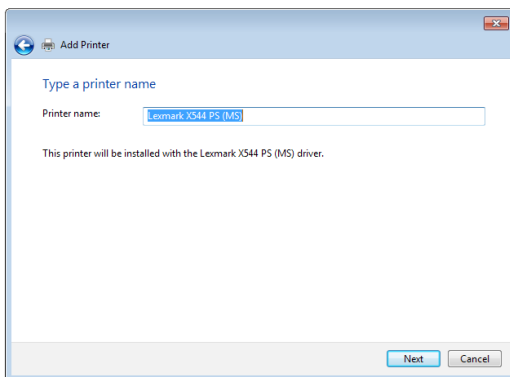 Add Printer
Type a printer name
Printer name: Lexmark X544 PS (MS)
This printer will be installed with the Lexmark X544 PS (MS) driver.
Next Cancel